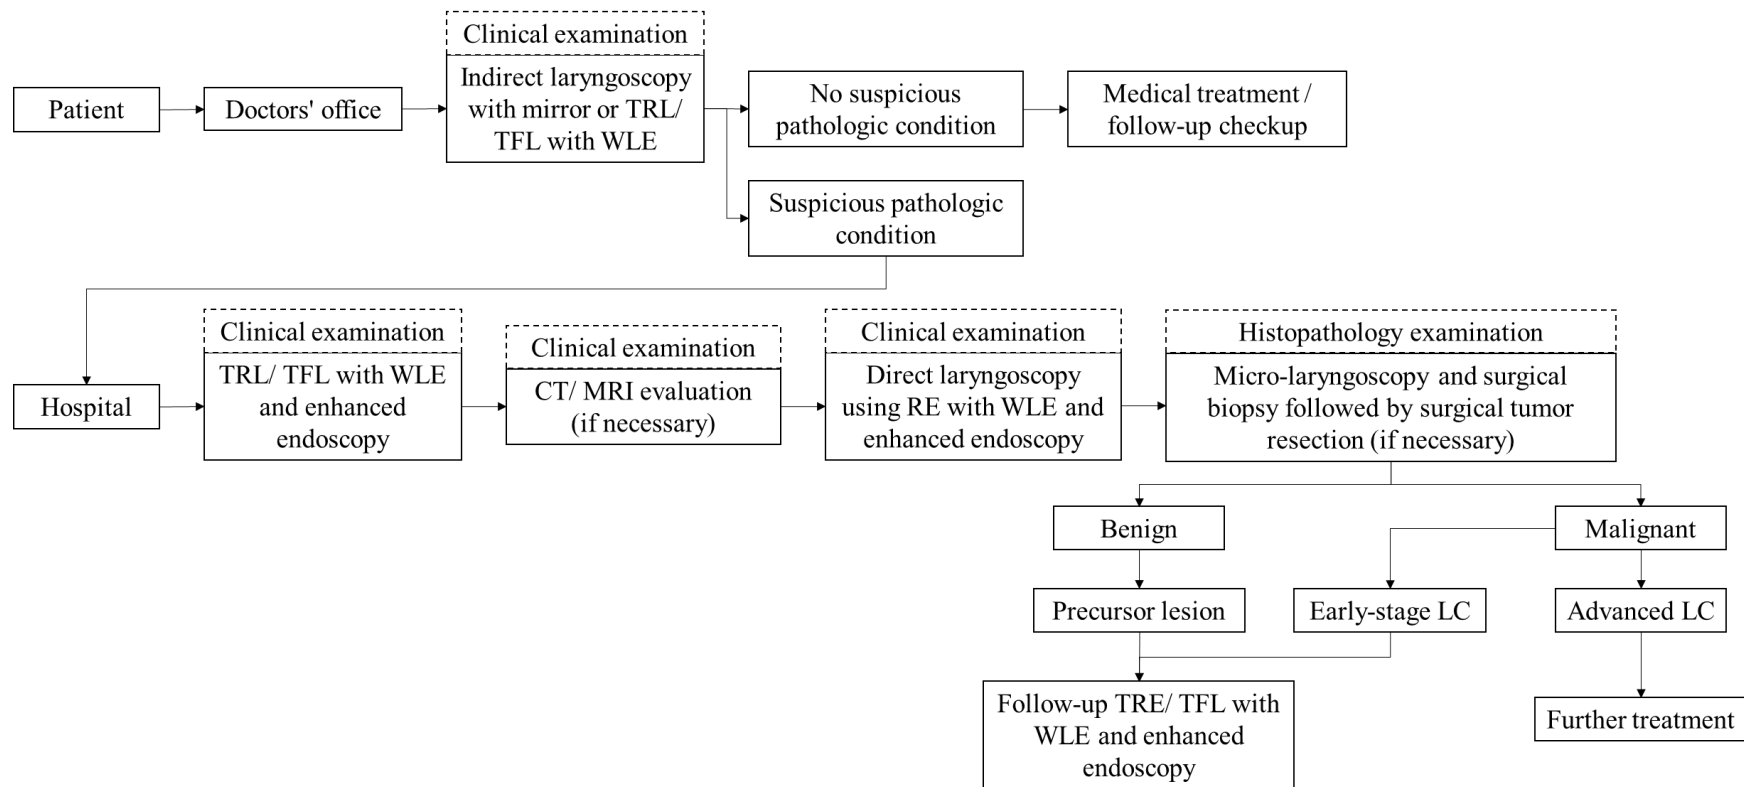 Patient
Doctors' office
Clinical examination
Indirect laryngoscopy
with mirror or TRL/
TFL with WLE
No suspicious
pathologic condition
Medical treatment /
follow-up checkup
Suspicious pathologic
condition
Hospital
Clinical examination
TRL/ TFL with WLE
and enhanced
endoscopy
Clinical examination
CT/ MRI evaluation
(if necessary)
Clinical examination
Direct laryngoscopy
using RE with WLE and
enhanced endoscopy
Histopathology examination
Micro-laryngoscopy and surgical
biopsy followed by surgical tumor
resection (if necessary)
Benign
Malignant
Precursor lesion
Early-stage LC
Advanced LC
Follow-up TRE/ TFL with
WLE and enhanced
endoscopy
Further treatment